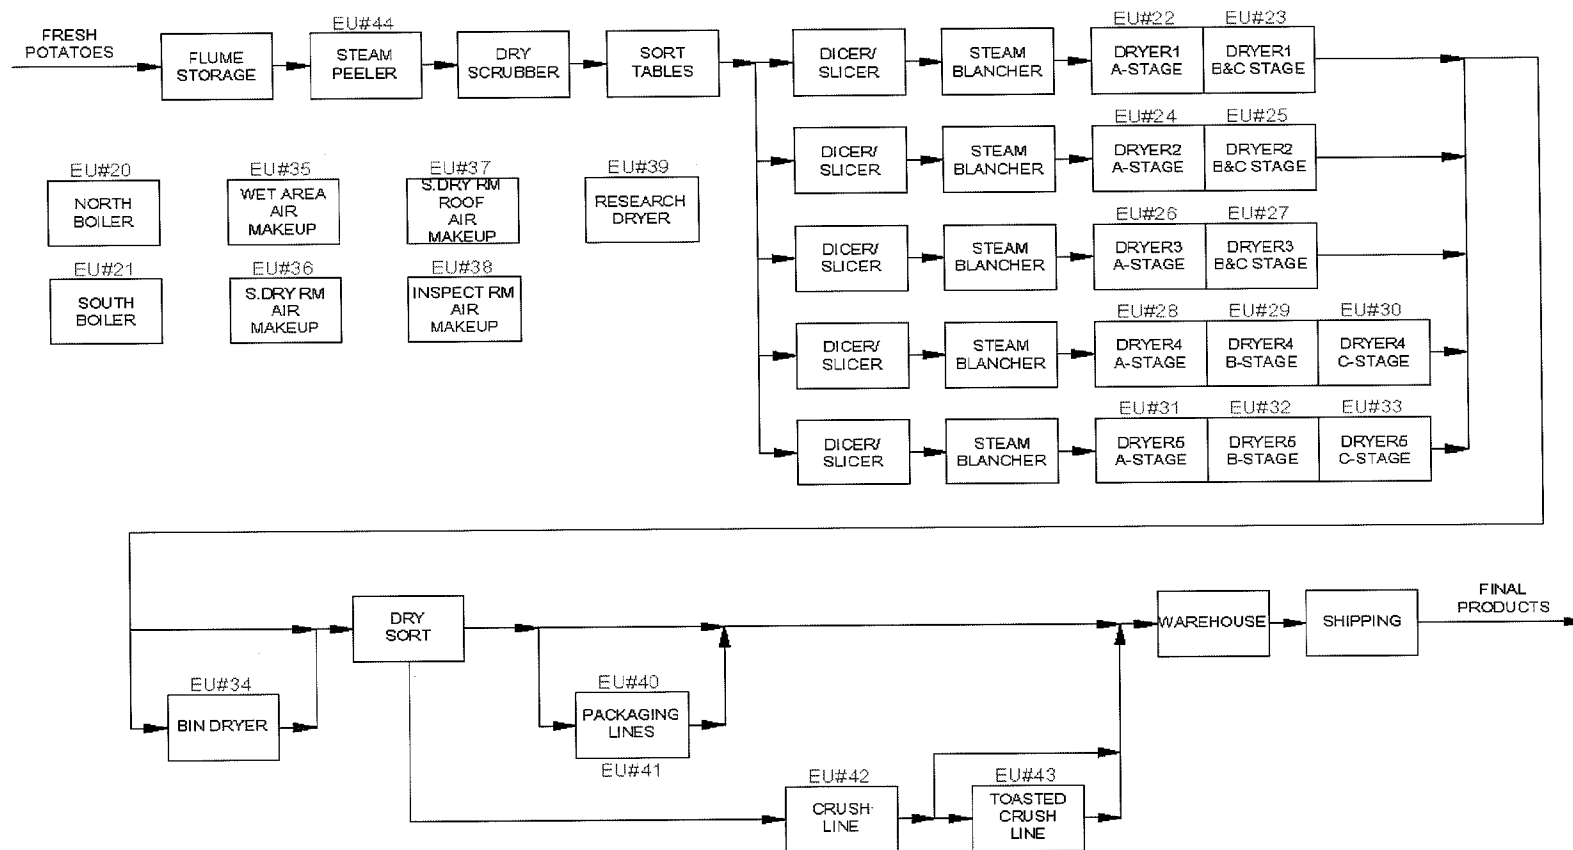 FRESH
POTATOES
FLUME
STORAGE
EU#44
STEAM
PEELER
DRY
SCRUBBER
SORT
TABLES
DICER/
SLICER
STEAM
BLANCHER
EU#22
DRYER1
A-STAGE
EU#23
DRYER1
B&C STAGE
DICER/
SLICER
STEAM
BLANCHER
EU#24
DRYER2
A-STAGE
EU#25
DRYER2
B&C STAGE
EU#20
NORTH
BOILER
EU#35
WET AREA
AIR
MAKEUP
EU#37
S.DRY RM
ROOF
AIR
MAKEUP
EU#39
RESEARCH
DRYER
DICER/
SLICER
STEAM
BLANCHER
EU#26
DRYER3
A-STAGE
EU#27
DRYER3
B&C STAGE
EU#21
SOUTH
BOILER
EU#36
S.DRY RM
AIR
MAKEUP
EU#38
INSPECT RM
AIR
MAKEUP
DICER/
SLICER
STEAM
BLANCHER
EU#28
DRYER4
A-STAGE
EU#29
DRYER4
B-STAGE
EU#30
DRYER4
C-STAGE
DICER/
SLICER
STEAM
BLANCHER
EU#31
DRYER5
A-STAGE
EU#32
DRYER5
B-STAGE
EU#33
DRYER5
C-STAGE
DRY
SORT
WAREHOUSE
SHIPPING
FINAL
PRODUCTS
EU#34
BIN DRYER
EU#40
PACKAGING
LINES
EU#41
EU#42
CRUSH
LINE
EU#43
TOASTED
CRUSH
LINE